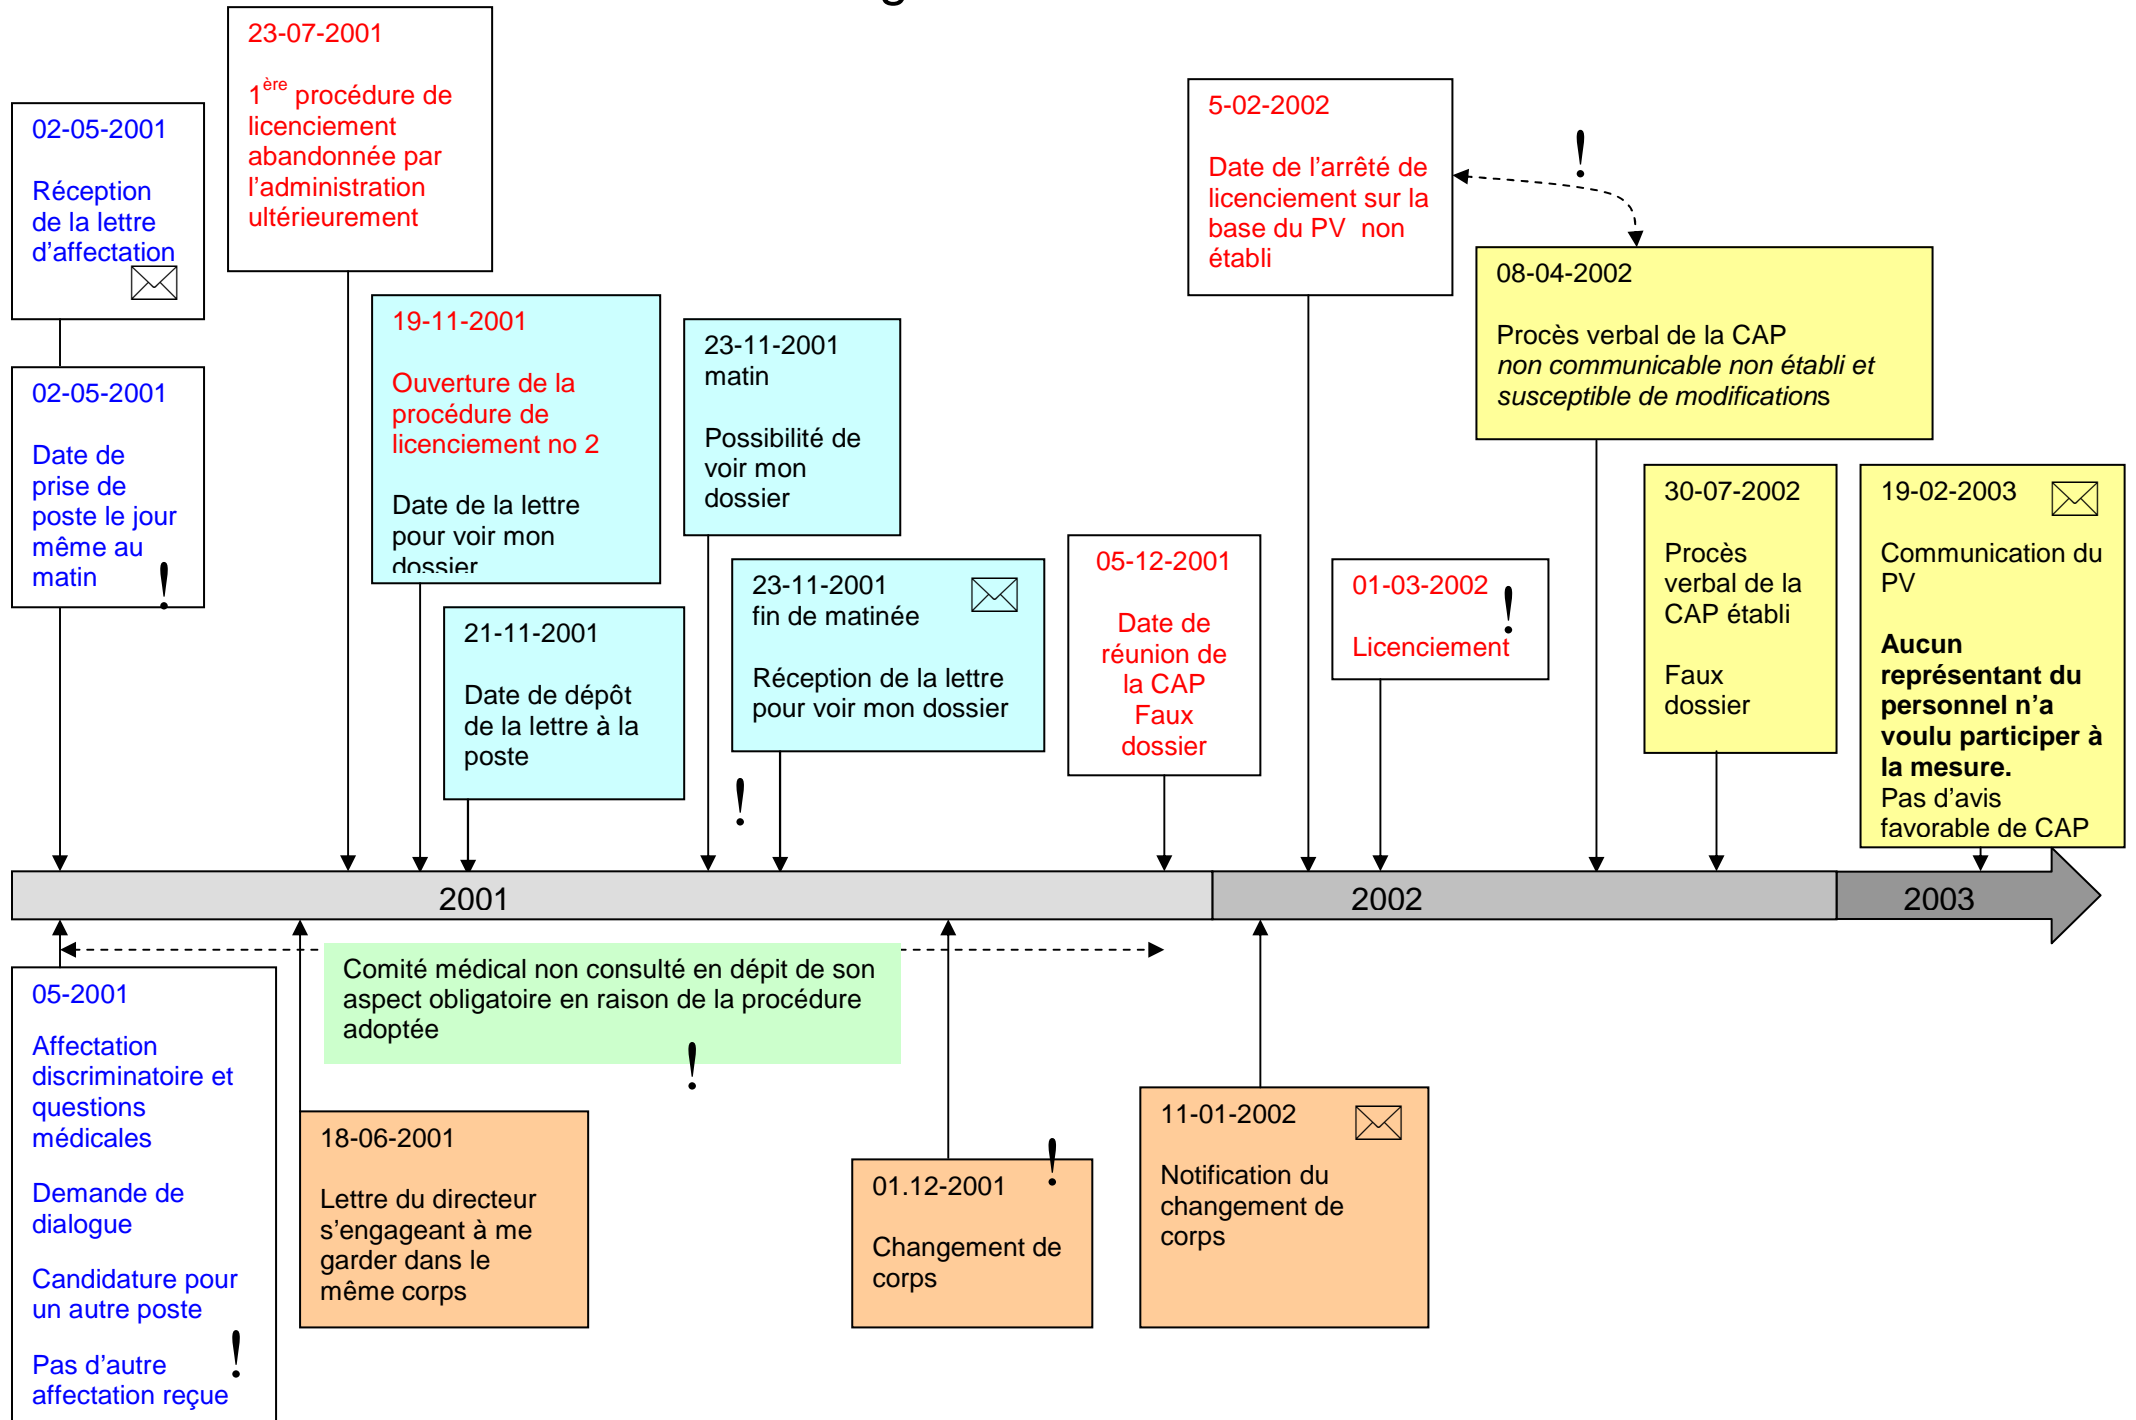 g
23-07-2001
1ère procédure de
licenciement
abandonnée par
l'administration
ultérieurement
02-05-2001
Réception
de la lettre
d'affectation
02-05-2001
Date de
prise de
poste le jour
même au
matin
!
19-11-2001
Ouverture de la
procédure de
licenciement no 2
Date de la lettre
pour voir mon
dossier
21-11-2001
Date de dépôt
de la lettre à la
poste
23-11-2001
matin
Possibilité de
voir mon
dossier
!
23-11-2001
fin de matinée
Réception de la lettre
pour voir mon dossier
05-12-2001
Date de
réunion de
la CAP
Faux
dossier
5-02-2002
Date de l'arrêté de
licenciement sur la
base du PV non
établi
!
01-03-2002
Licenciement
!
08-04-2002
Procès verbal de la CAP
non communicable non établi et
susceptible de modifications
30-07-2002
Procès
verbal de la
CAP établi
Faux
dossier
19-02-2003
Communication du
PV
Aucun
représentant du
personnel n'a
voulu participer à
la mesure.
Pas d'avis
favorable de CAP
2001
2002
2003
05-2001
Affectation
discriminatoire et
questions
médicales
Demande de
dialogue
Candidature pour
un autre poste
Pas d'autre
affectation reçue
!
Comité médical non consulté en dépit de son
aspect obligatoire en raison de la procédure
adoptée
!
18-06-2001
Lettre du directeur
s'engageant à me
garder dans le
même corps
01.12-2001
Changement de
corps
!
11-01-2002
Notification du
changement de
corps